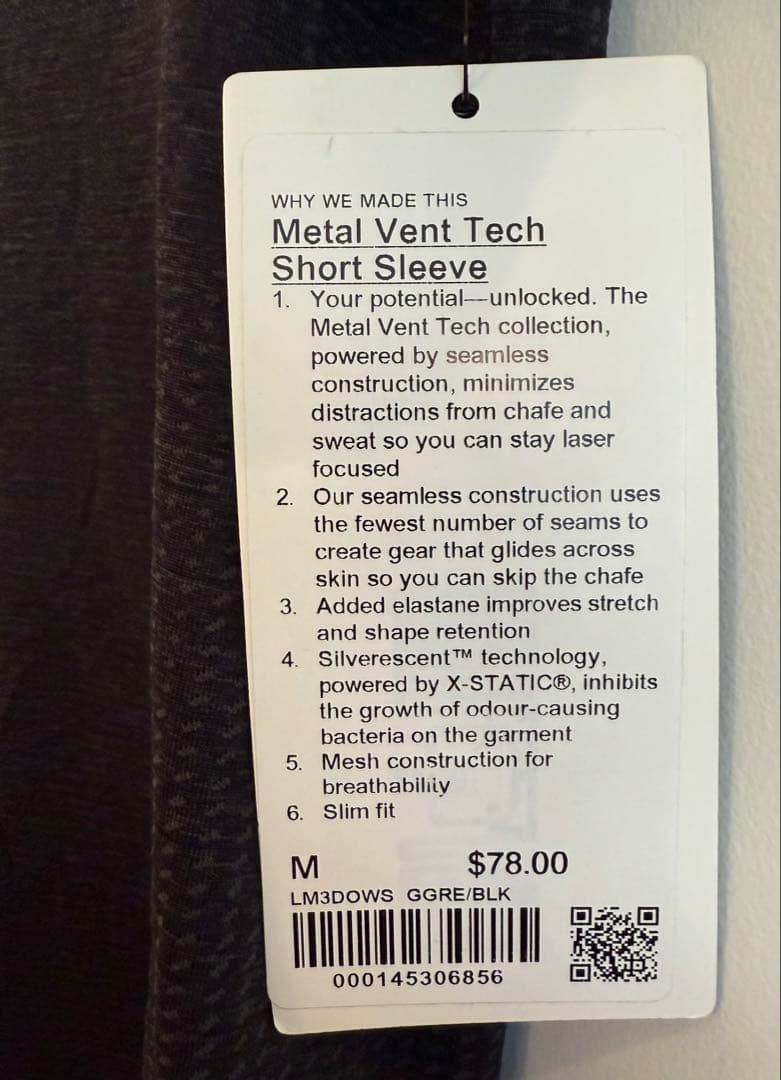 WHY WE MADE THIS
Metal Vent Tech
Short Sleeve
1. Your potential—unlocked. The
Metal Vent Tech collection,
powered by seamless
construction, minimizes
distractions from chafe and
sweat so you can stay laser
focused
2. Our seamless construction uses
the fewest number of seams to
create gear that glides across
skin so you can skip the chafe
3. Added elastane improves stretch
and shape retention
4. Silverescent™ technology,
powered by X-STATIC®, inhibits
the growth of odour-causing
bacteria on the garment
5. Mesh construction for
breathability
6. Slim fit
M $78.00
LM3DOWS GGRE/BLK
000145306856